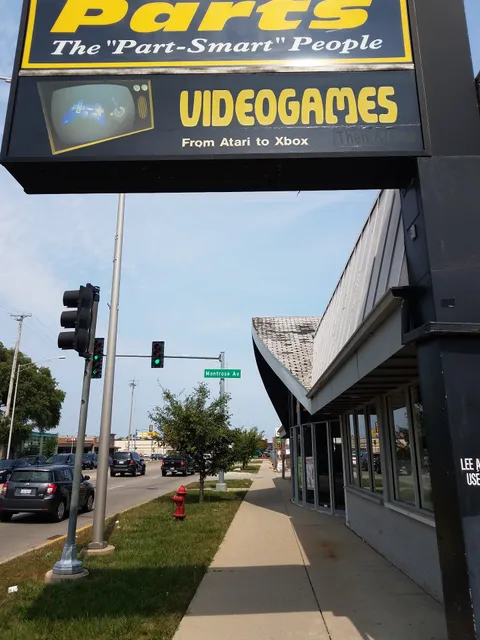 Parts
The "Part-Smart" People
VIDEOGAMES
From Atari to Xbox
Montrose Av
LEE A
USE